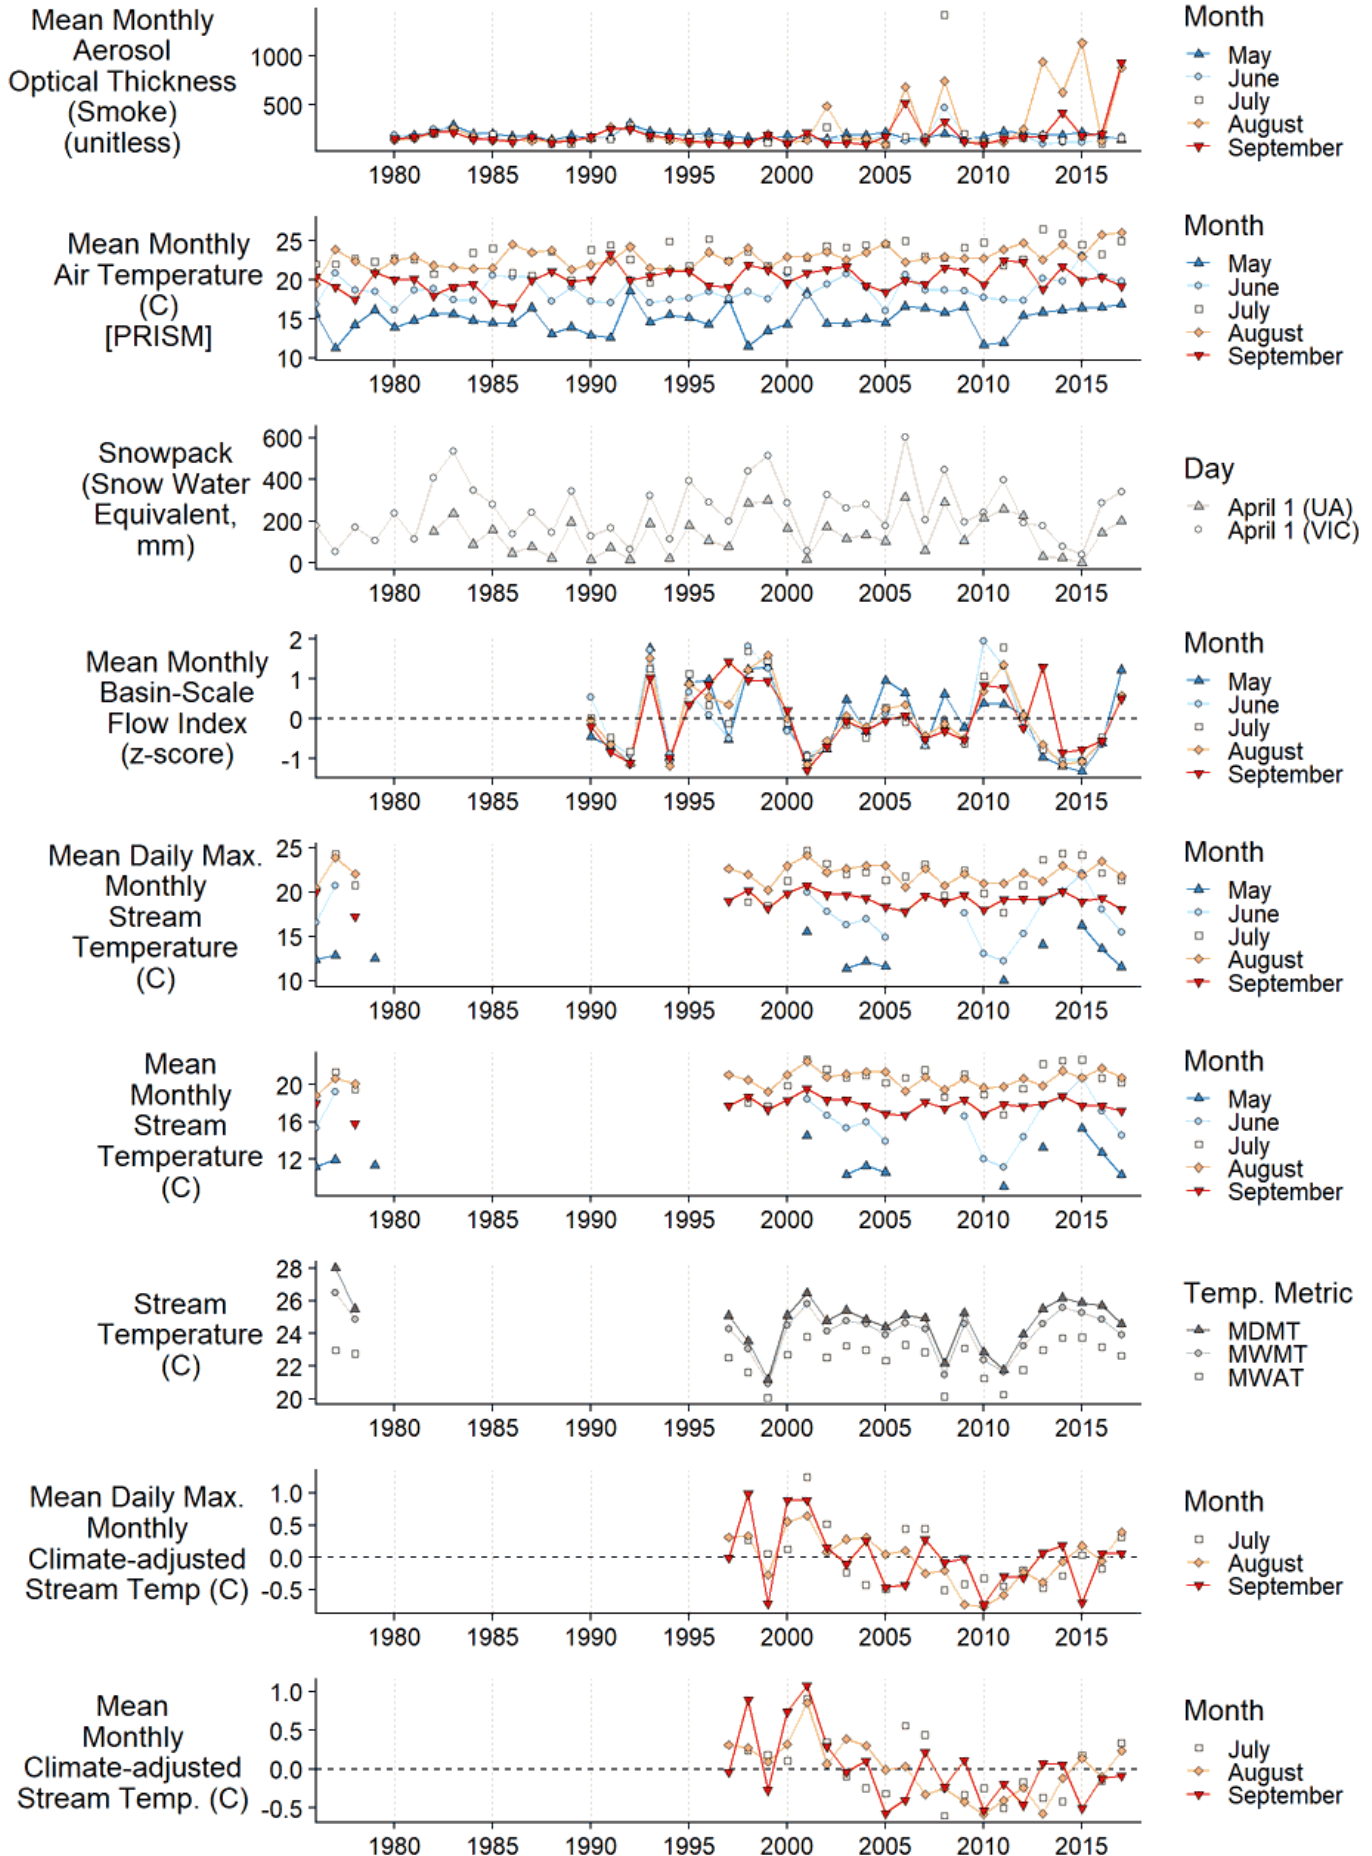 Mean Monthly
Aerosol
Optical Thickness
(Smoke)
(unitless)
1000
500
1980 1985 1990 1995 2000 2005 2010 2015
Month
May
June
July
August
September
Mean Monthly
Air Temperature
(C)
[PRISM]
25
20
15
10
1980 1985 1990 1995 2000 2005 2010 2015
Month
May
June
July
August
September
Snowpack
(Snow Water
Equivalent,
mm)
600
400
200
0
1980 1985 1990 1995 2000 2005 2010 2015
Day
April 1 (UA)
April 1 (VIC)
Mean Monthly
Basin-Scale
Flow Index
(z-score)
2
1
0
-1
1980 1985 1990 1995 2000 2005 2010 2015
Month
May
June
July
August
September
Mean Daily Max.
Monthly
Stream
Temperature
(C)
25
20
15
10
1980 1985 1990 1995 2000 2005 2010 2015
Month
May
June
July
August
September
Mean
Monthly
Stream
Temperature
(C)
20
16
12
1980 1985 1990 1995 2000 2005 2010 2015
Month
May
June
July
August
September
Stream
Temperature
(C)
28
26
24
22
20
1980 1985 1990 1995 2000 2005 2010 2015
Temp. Metric
MDMT
MWMT
MWAT
Mean Daily Max.
Monthly
Climate-adjusted
Stream Temp (C)
1.0
0.5
0.0
-0.5
1980 1985 1990 1995 2000 2005 2010 2015
Month
July
August
September
Mean
Monthly
Climate-adjusted
Stream Temp. (C)
1.0
0.5
0.0
-0.5
1980 1985 1990 1995 2000 2005 2010 2015
Month
July
August
September